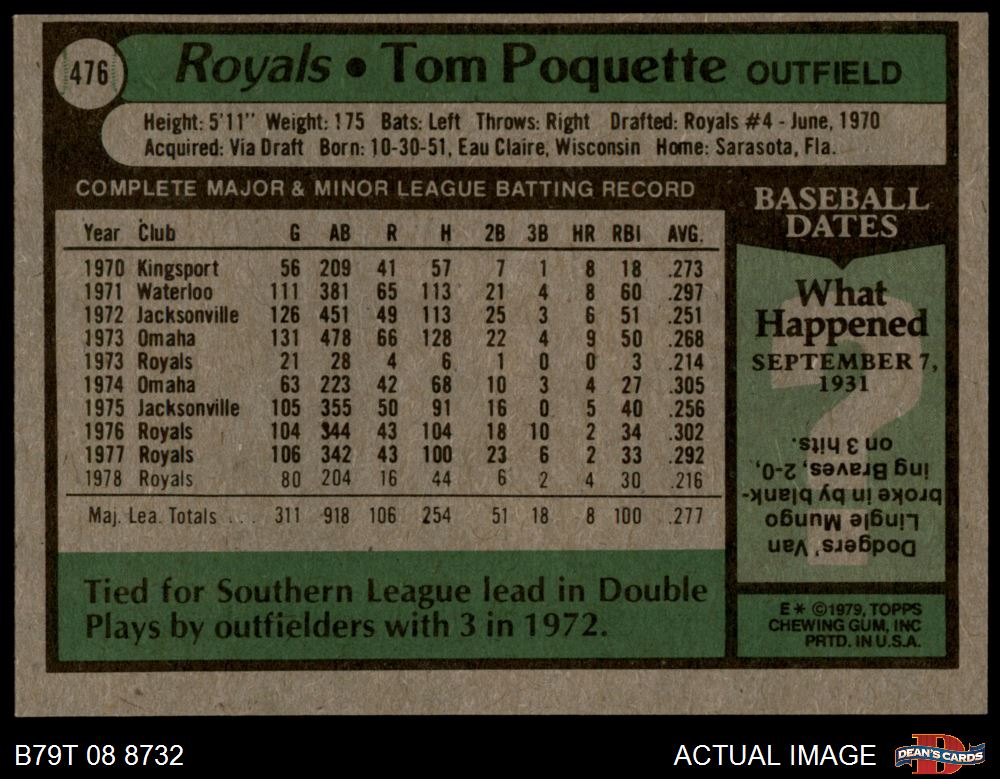 476
Royals • Tom Poquette OUTFIELD
Height: 5'11" Weight: 175 Bats: Left Throws: Right Drafted: Royals #4 - June, 1970
Acquired: Via Draft Born: 10-30-51, Eau Claire, Wisconsin Home: Sarasota, Fla.
COMPLETE MAJOR & MINOR LEAGUE BATTING RECORD
Year Club G AB R H 2B 3B HR RBI AVG.
1970 Kingsport 56 209 41 57 7 1 8 18 .273
1971 Waterloo 111 381 65 113 21 4 8 60 .297
1972 Jacksonville 126 451 49 113 25 3 6 51 .251
1973 Omaha 131 478 66 128 22 4 9 50 .268
1973 Royals 21 28 4 6 1 0 0 3 .214
1974 Omaha 63 223 42 68 10 3 4 27 .305
1975 Jacksonville 105 355 50 91 16 0 5 40 .256
1976 Royals 104 344 43 104 18 10 2 34 .302
1977 Royals 106 342 43 100 23 6 2 33 .292
1978 Royals 80 204 16 44 6 2 4 30 .216
Maj. Lea. Totals ... 311 918 106 254 51 18 8 100 .277
Tied for Southern League lead in Double
Plays by outfielders with 3 in 1972.
BASEBALL
DATES
What
Happened
SEPTEMBER 7,
1931
?
Dodgers' Van
Lingle Mungo
broke in by blank-
ing Braves, 2-0,
on 3 hits.
E* ©1979, TOPPS
CHEWING GUM, INC
PRTD. IN U.S.A.
B79T 08 8732
ACTUAL IMAGE
DEAN'S CARDS